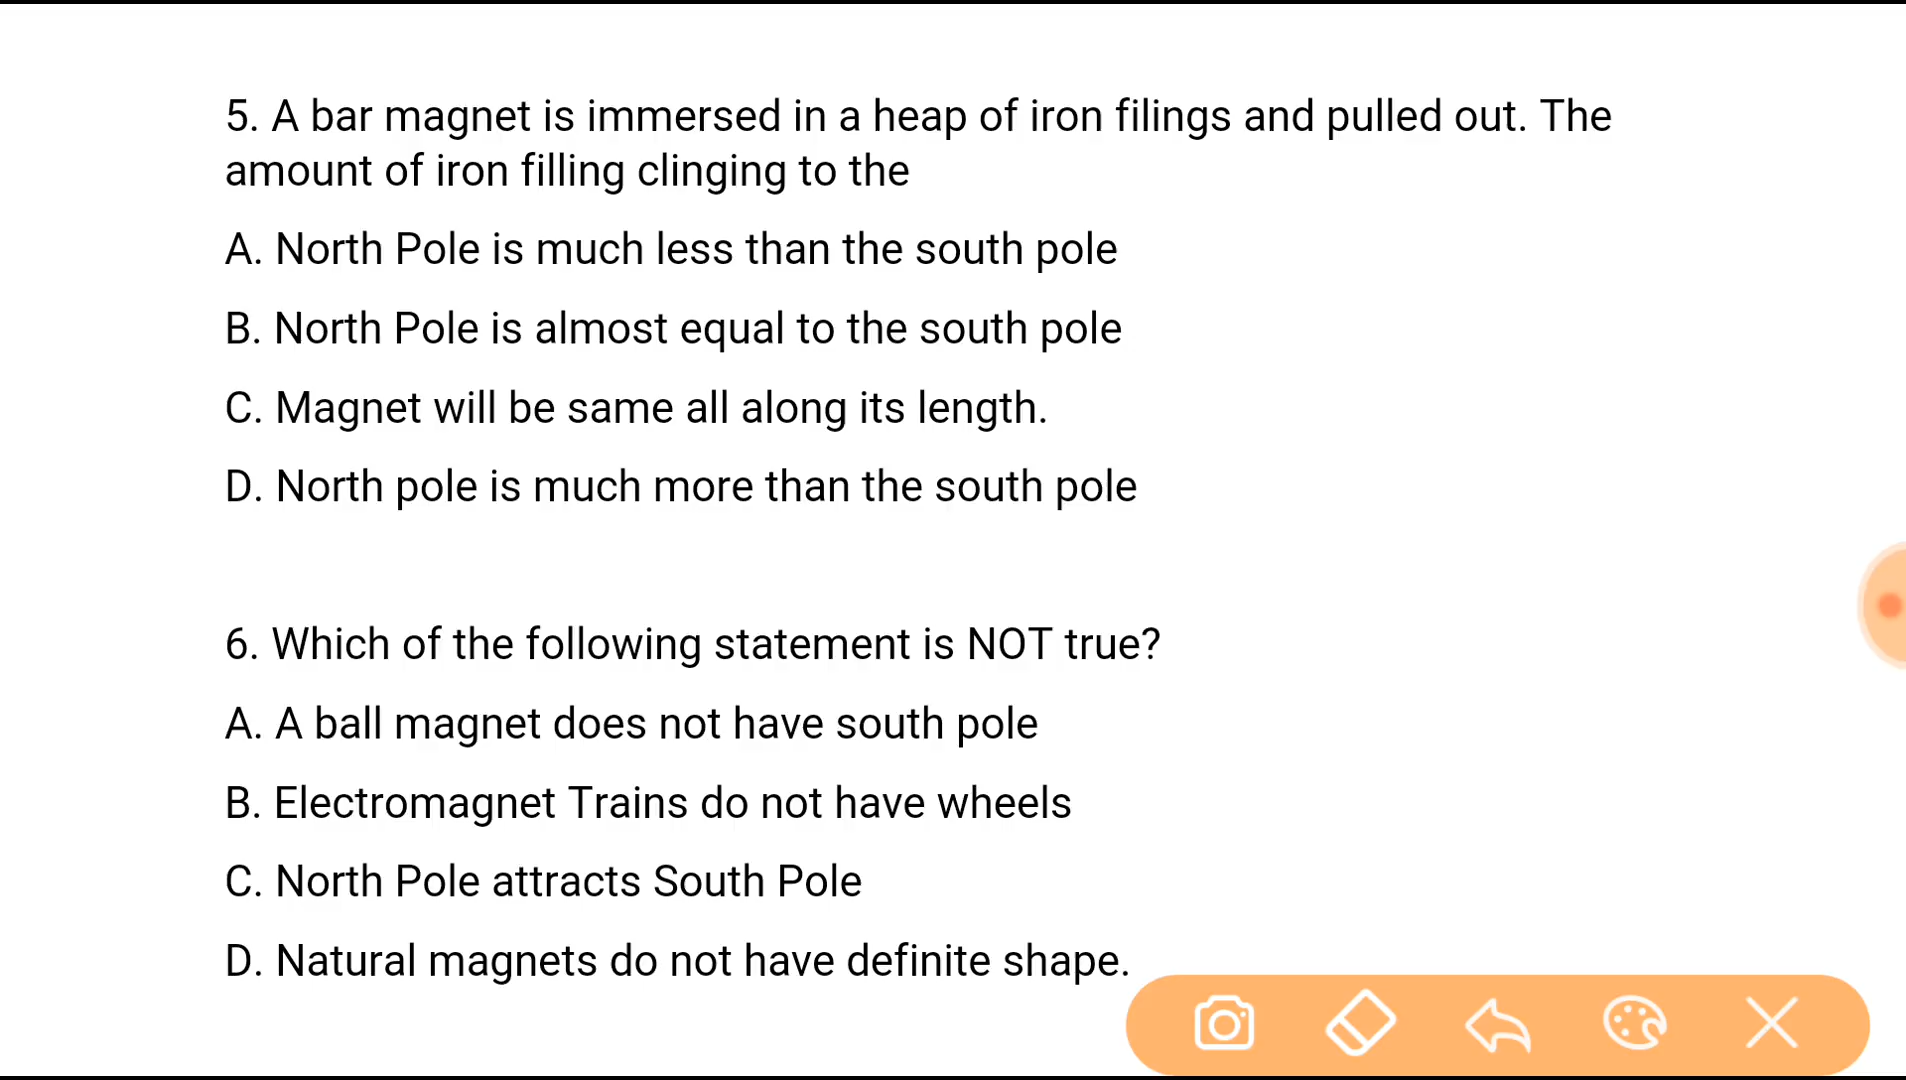 5. A bar magnet is immersed in a heap of iron filings and pulled out. The
amount of iron filling clinging to the
A. North Pole is much less than the south pole
B. North Pole is almost equal to the south pole
C. Magnet will be same all along its length.
D. North pole is much more than the south pole
6. Which of the following statement is NOT true?
A. A ball magnet does not have south pole
B. Electromagnet Trains do not have wheels
C. North Pole attracts South Pole
D. Natural magnets do not have definite shape.